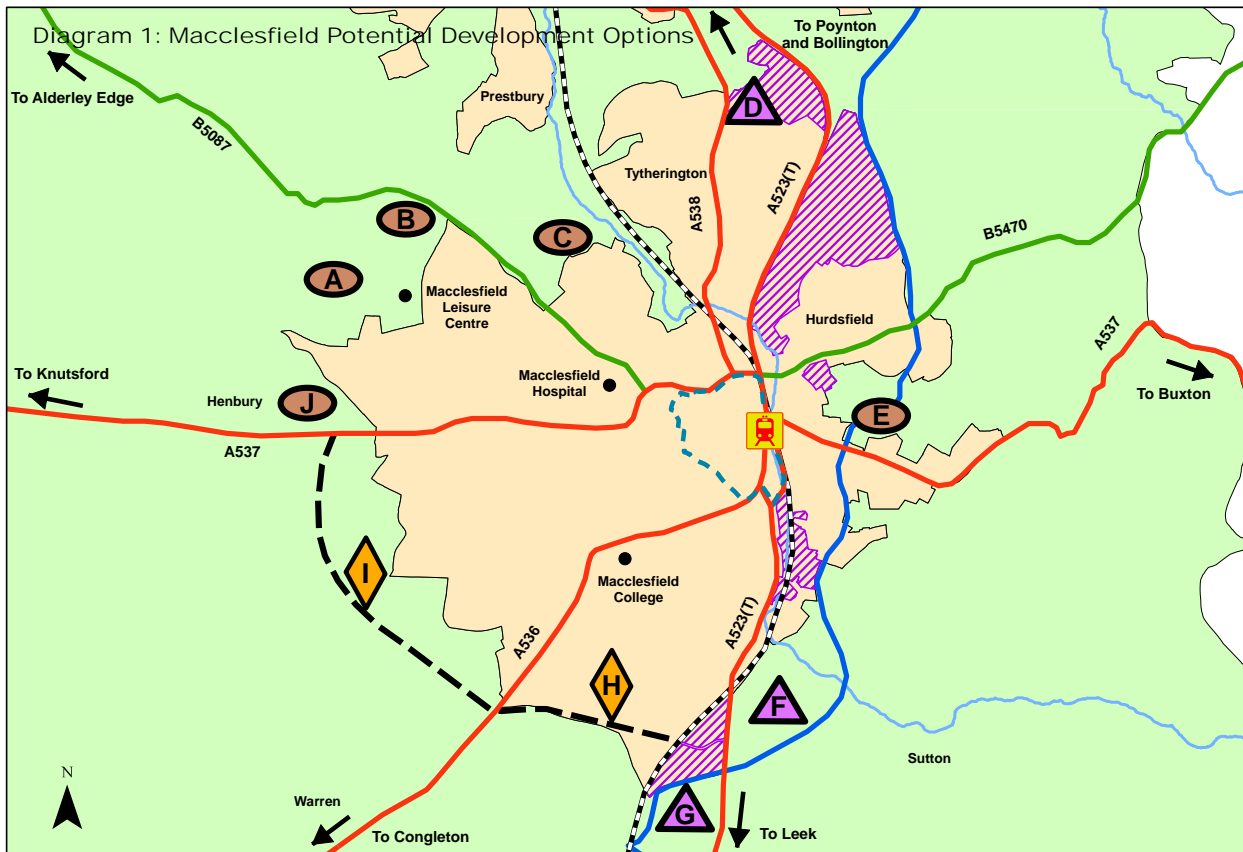 Diagram 1: Macclesfield Potential Development Options
To Poynton
and Bollington
To Alderley Edge
Prestbury
D
B5087
Tytherington
A538
A523(T)
B
C
B5470
A
Macclesfield
Leisure
Centre
Hurdsfield
A537
To Knutsford
Macclesfield
Hospital
To Buxton
Henbury
J
E
A537
I
Macclesfield
College
A523(T)
A536
H
F
Sutton
N
Warren
G
To Congleton
To Leek